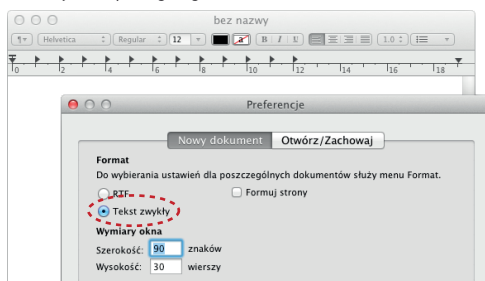 bez nazwy
Helvetica Regular 12 B I U 1.0
0 2 4 6 8 10 12 14 16 18
Preferencje
Nowy dokument Otwórz/Zachowaj
Format
Do wybierania ustawień dla poszczególnych dokumentów służy menu Format.
RTF Formuj strony
Tekst zwykły
Wymiary okna
Szerokość: 90 znaków
Wysokość: 30 wierszy